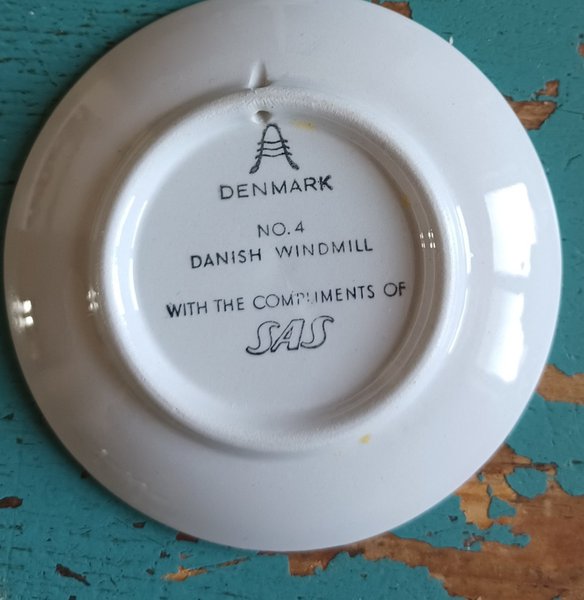 DENMARK
NO. 4
DANISH WINDMILL
WITH THE COMPLIMENTS OF
SAS